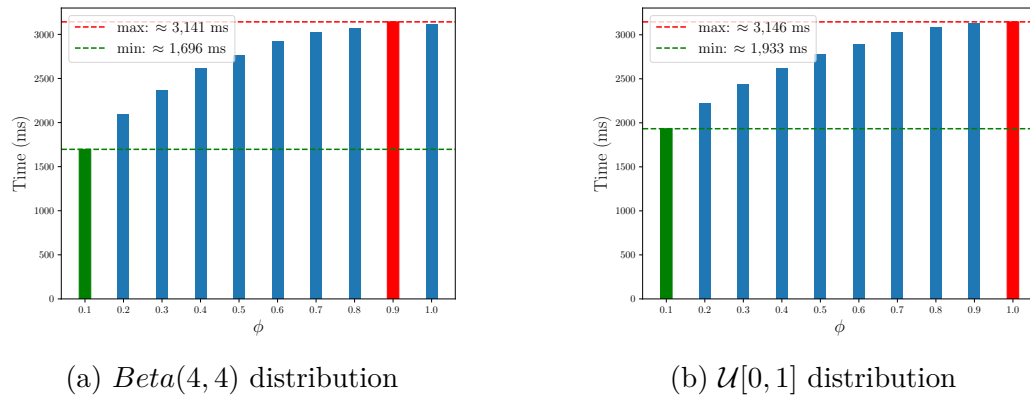 max: ≈ 3,141 ms
min: ≈ 1,696 ms
Time (ms)
3000
2500
2000
1500
1000
500
0
0.1 0.2 0.3 0.4 0.5 0.6 0.7 0.8 0.9 1.0
ϕ
(a) Beta(4, 4) distribution
max: ≈ 3,146 ms
min: ≈ 1,933 ms
Time (ms)
3000
2500
2000
1500
1000
500
0
0.1 0.2 0.3 0.4 0.5 0.6 0.7 0.8 0.9 1.0
ϕ
(b) 𝒰[0, 1] distribution